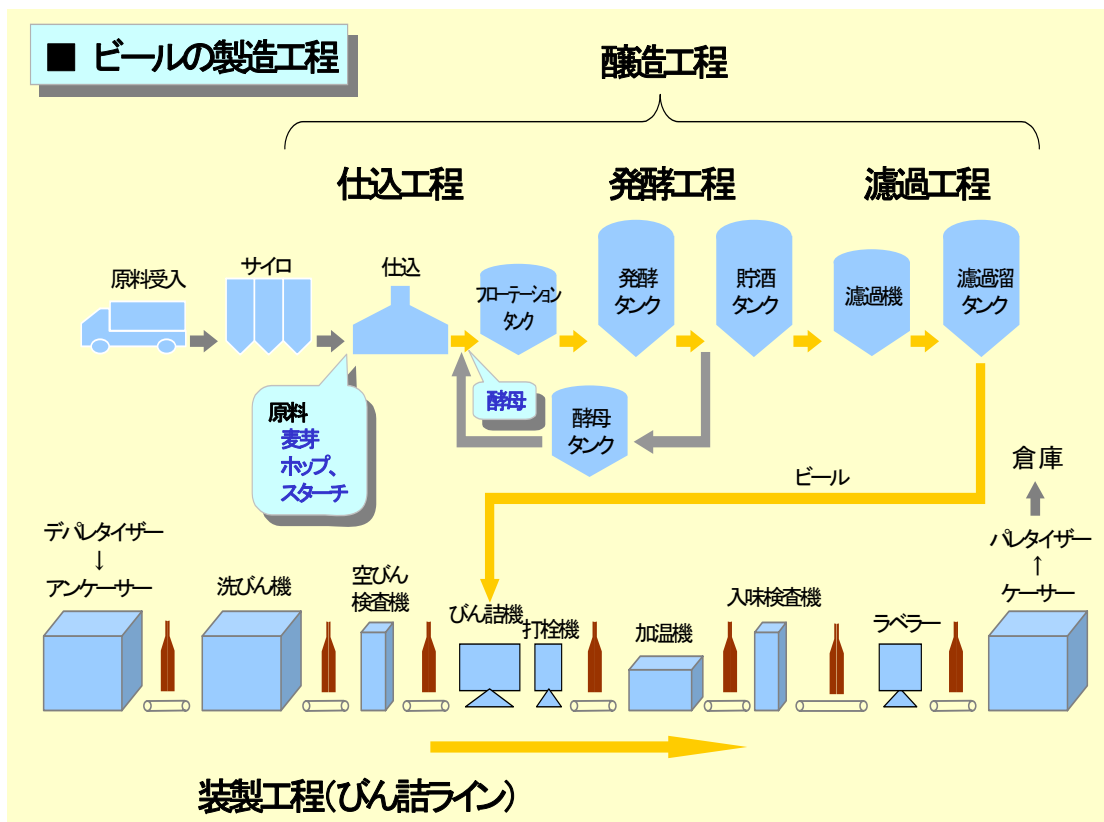 ■ ビールの製造工程
醸造工程
仕込工程
発酵工程
濾過工程
原料受入
サイロ
仕込
フローテーション
タンク
発酵
タンク
貯酒
タンク
濾過機
濾過溜
タンク
原料
麦芽
ホップ、
スターチ
酵母
酵母
タンク
ビール
倉庫
デパレタイザー
↓
アンケーサー
洗びん機
空びん
検査機
びん詰機
打栓機
加温機
入味検査機
ラベラー
パレタイザー
↑
ケーサー
装製工程(びん詰ライン)